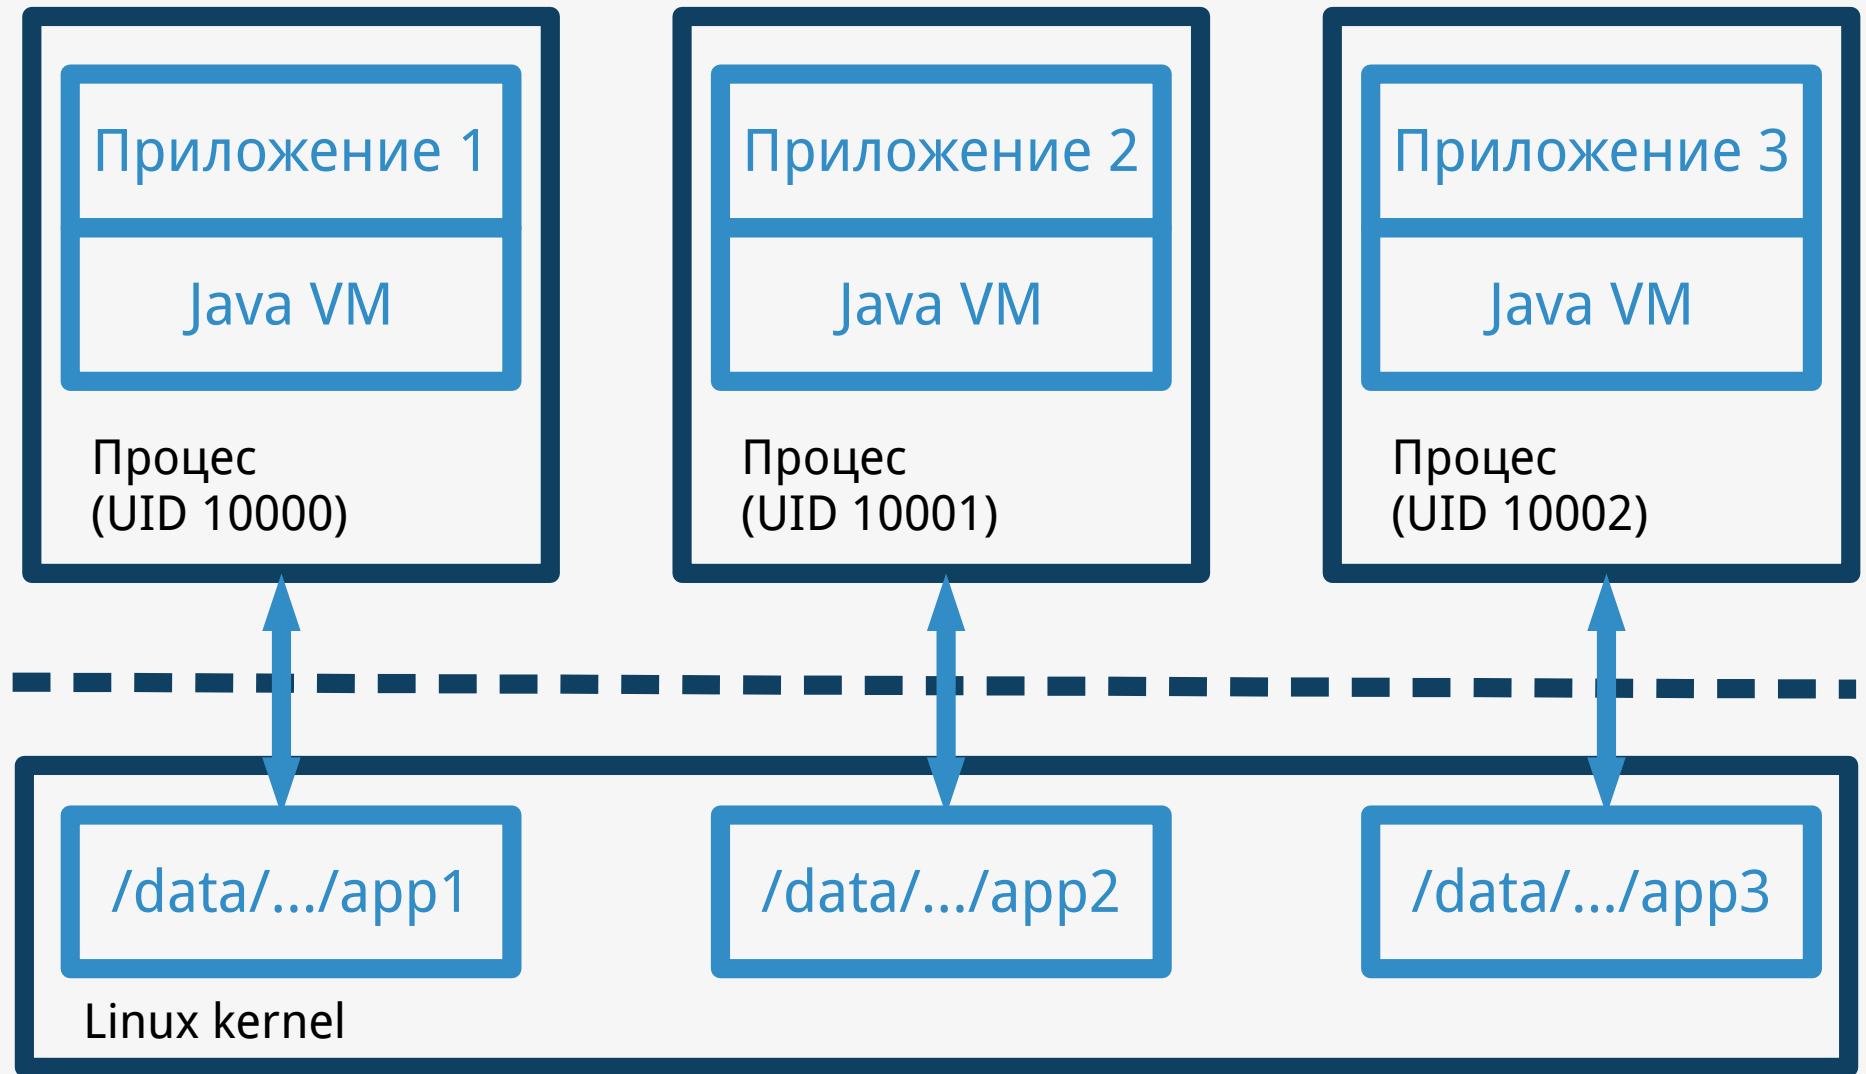 Приложение 1
Java VM
Процес
(UID 10000)
Приложение 2
Java VM
Процес
(UID 10001)
Приложение 3
Java VM
Процес
(UID 10002)
/data/.../app1
/data/.../app2
/data/.../app3
Linux kernel